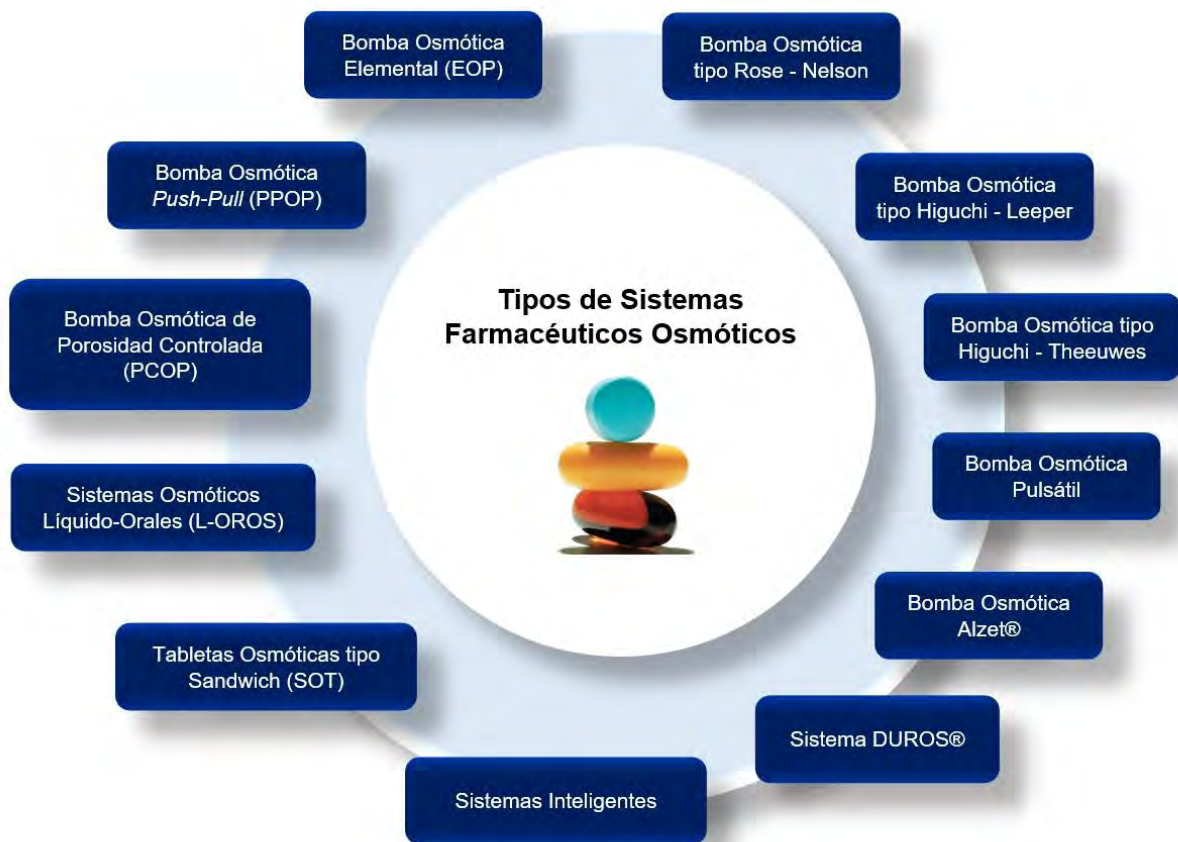 Tipos de Sistemas
Farmacéuticos Osmóticos
Bomba Osmótica
tipo Rose - Nelson
Bomba Osmótica
tipo Higuchi - Leeper
Bomba Osmótica tipo
Higuchi - Theeuwes
Bomba Osmótica
Pulsátil
Bomba Osmótica
Alzet®
Sistema DUROS®
Sistemas Inteligentes
Tabletas Osmóticas tipo
Sandwich (SOT)
Sistemas Osmóticos
Líquido-Orales (L-OROS)
Bomba Osmótica de
Porosidad Controlada
(PCOP)
Bomba Osmótica
Push-Pull (PPOP)
Bomba Osmótica
Elemental (EOP)